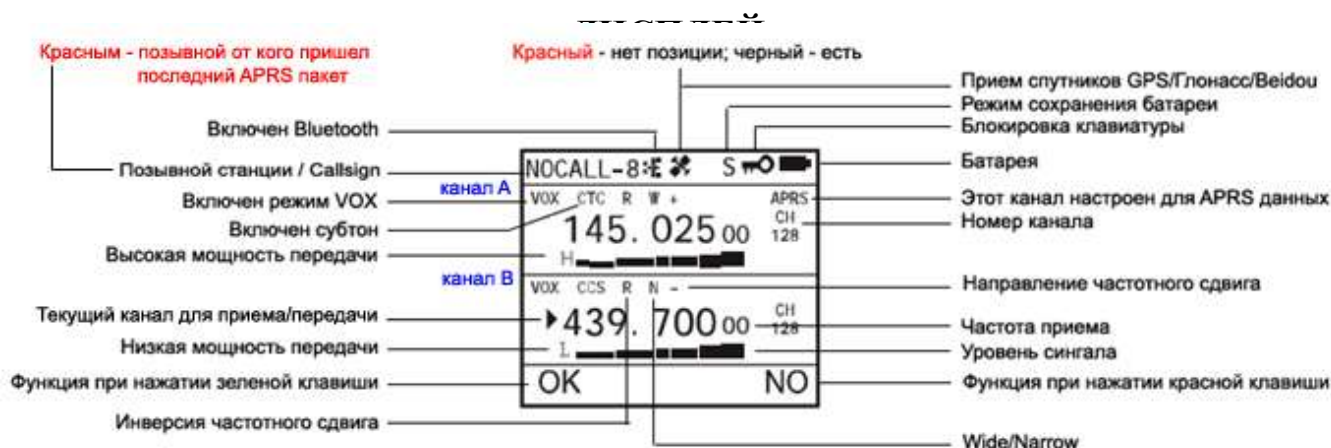 ДИСПЛЕЙ
Красным - позывной от кого пришел
последний APRS пакет
Красный - нет позиции; черный - есть
Прием спутников GPS/Глонасс/Beidou
Режим сохранения батареи
Блокировка клавиатуры
Включен Bluetooth
Батарея
Позывной станции / Callsign
NOCALL-8
S
канал А
Включен режим VOX
VOX CTC R W + APRS
Этот канал настроен для APRS данных
Включен субтон
145. 025 00
CH
128
Номер канала
Высокая мощность передачи
H
канал В
VOX CCS R N -
Направление частотного сдвига
Текущий канал для приема/передачи
439. 700 00
CH
128
Частота приема
Низкая мощность передачи
L
Уровень сингала
Функция при нажатии зеленой клавиши
OK
NO
Функция при нажатии красной клавиши
Инверсия частотного сдвига
Wide/Narrow